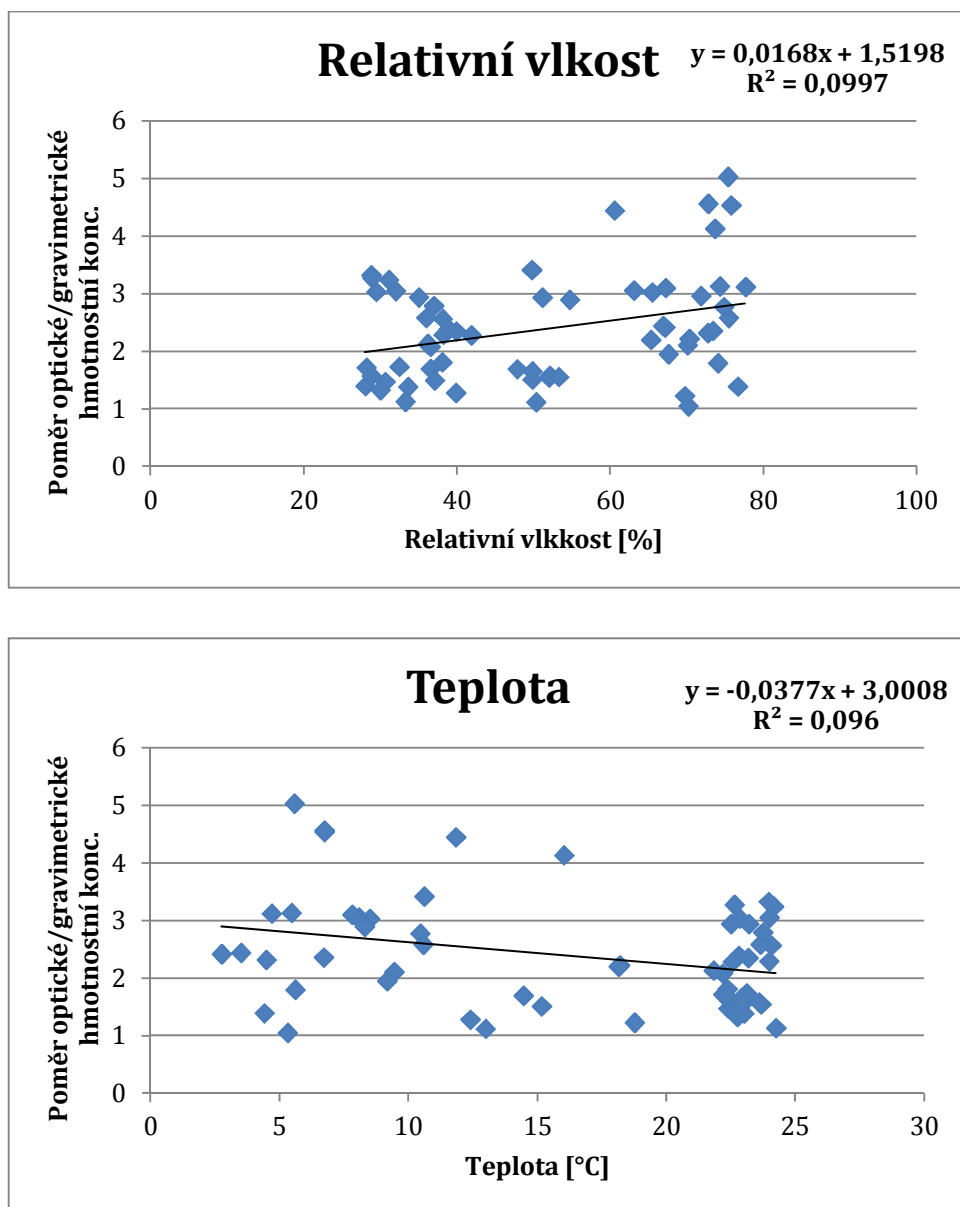 Relativní vlkost
y = 0,0168x + 1,5198
R² = 0,0997
Poměr optické/gravimetrické
hmotnostní konc.
6
5
4
3
2
1
0
0 20 40 60 80 100
Relativní vlkkost [%]
Teplota
y = -0,0377x + 3,0008
R² = 0,096
Poměr optické/gravimetrické
hmotnostní konc.
6
5
4
3
2
1
0
0 5 10 15 20 25 30
Teplota [°C]